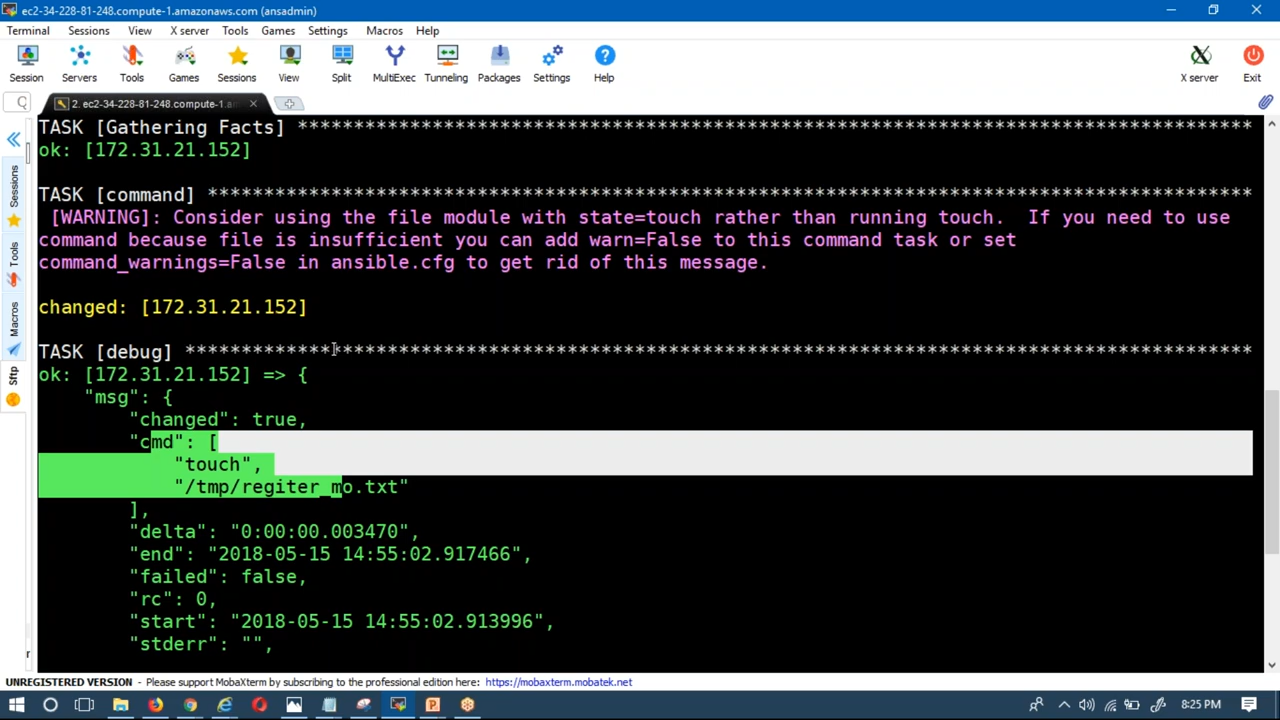 ec2-34-228-81-248.compute-1.amazonaws.com (ansadmin)
Terminal Sessions View X server Tools Games Settings Macros Help
Session Servers Tools Games Sessions View Split MultiExec Tunneling Packages Settings Help X server Exit
2. ec2-34-228-81-248.compute-1.am
Sessions
Tools
Macros
Sftp
TASK [Gathering Facts] ************************************************************************************
ok: [172.31.21.152]
TASK [command] ********************************************************************************************
[WARNING]: Consider using the file module with state=touch rather than running touch.  If you need to use
command because file is insufficient you can add warn=False to this command task or set
command_warnings=False in ansible.cfg to get rid of this message.
changed: [172.31.21.152]
TASK [debug] **********************************************************************************************
ok: [172.31.21.152] => {
"msg": {
"changed": true,
"cmd": [
"touch",
"/tmp/regiter_mo.txt"
],
"delta": "0:00:00.003470",
"end": "2018-05-15 14:55:02.917466",
"failed": false,
"rc": 0,
"start": "2018-05-15 14:55:02.913996",
"stderr": "",
UNREGISTERED VERSION - Please support MobaXterm by subscribing to the professional edition here: https://mobaxterm.mobatek.net
8:25 PM